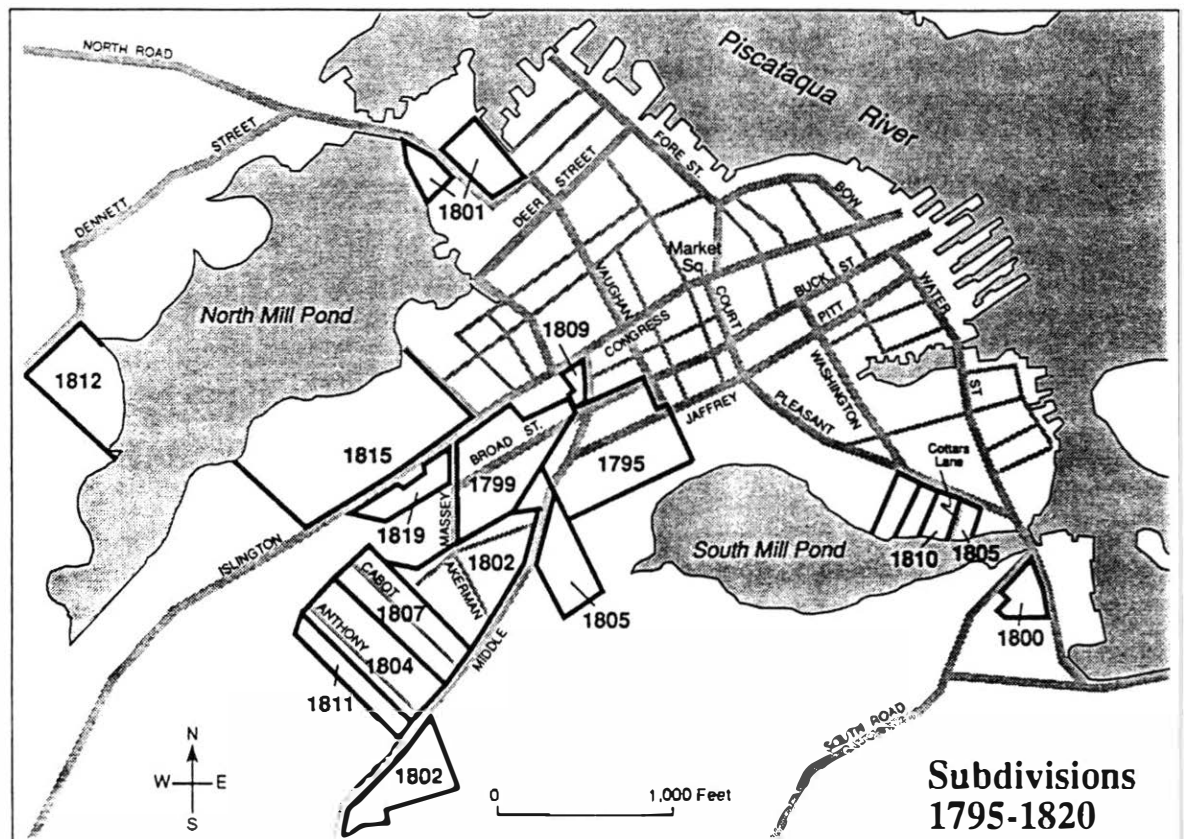 NORTH ROAD
Piscataqua
River
DENNETT STREET
1801
DEER STREET
FORE ST.
BOW
Market
Sq.
North Mill Pond
VAUGHAN
1809
CONGRESS
COURT
BUCK ST.
PITT
WATER
ST
WASHINGTON
1812
JAFFREY
PLEASANT
1815
BROAD ST.
1799
1795
Cottars
Lane
1819
MASSEY
ISLINGTON
1802
South Mill Pond
1810
1805
CABOT
AKERMAN
1807
1805
ANTHONY
1804
MIDDLE
1800
1811
SOUTH ROAD
1802
N
W
E
S
0
1,000 Feet
Subdivisions
1795-1820